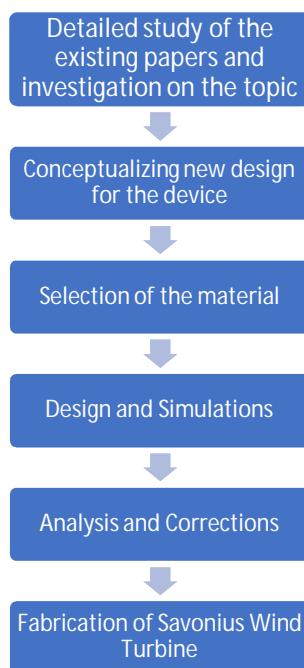 Detailed study of the
existing papers and
investigation on the topic
Conceptualizing new design
for the device
Selection of the material
Design and Simulations
Analysis and Corrections
Fabrication of Savonius Wind
Turbine